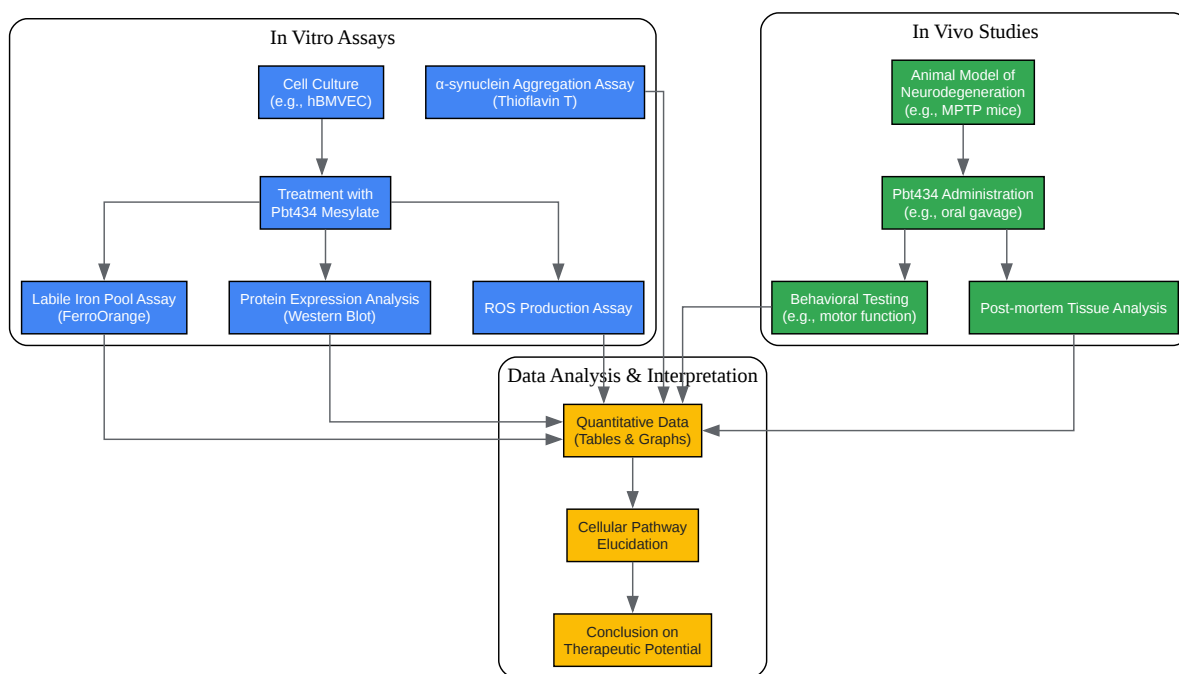 In Vitro Assays
Cell Culture
(e.g., hBMVEC)
α-synuclein Aggregation Assay
(Thioflavin T)
Treatment with
Pbt434 Mesylate
Labile Iron Pool Assay
(FerroOrange)
Protein Expression Analysis
(Western Blot)
ROS Production Assay
In Vivo Studies
Animal Model of
Neurodegeneration
(e.g., MPTP mice)
Pbt434 Administration
(e.g., oral gavage)
Behavioral Testing
(e.g., motor function)
Post-mortem Tissue Analysis
Data Analysis & Interpretation
Quantitative Data
(Tables & Graphs)
Cellular Pathway
Elucidation
Conclusion on
Therapeutic Potential